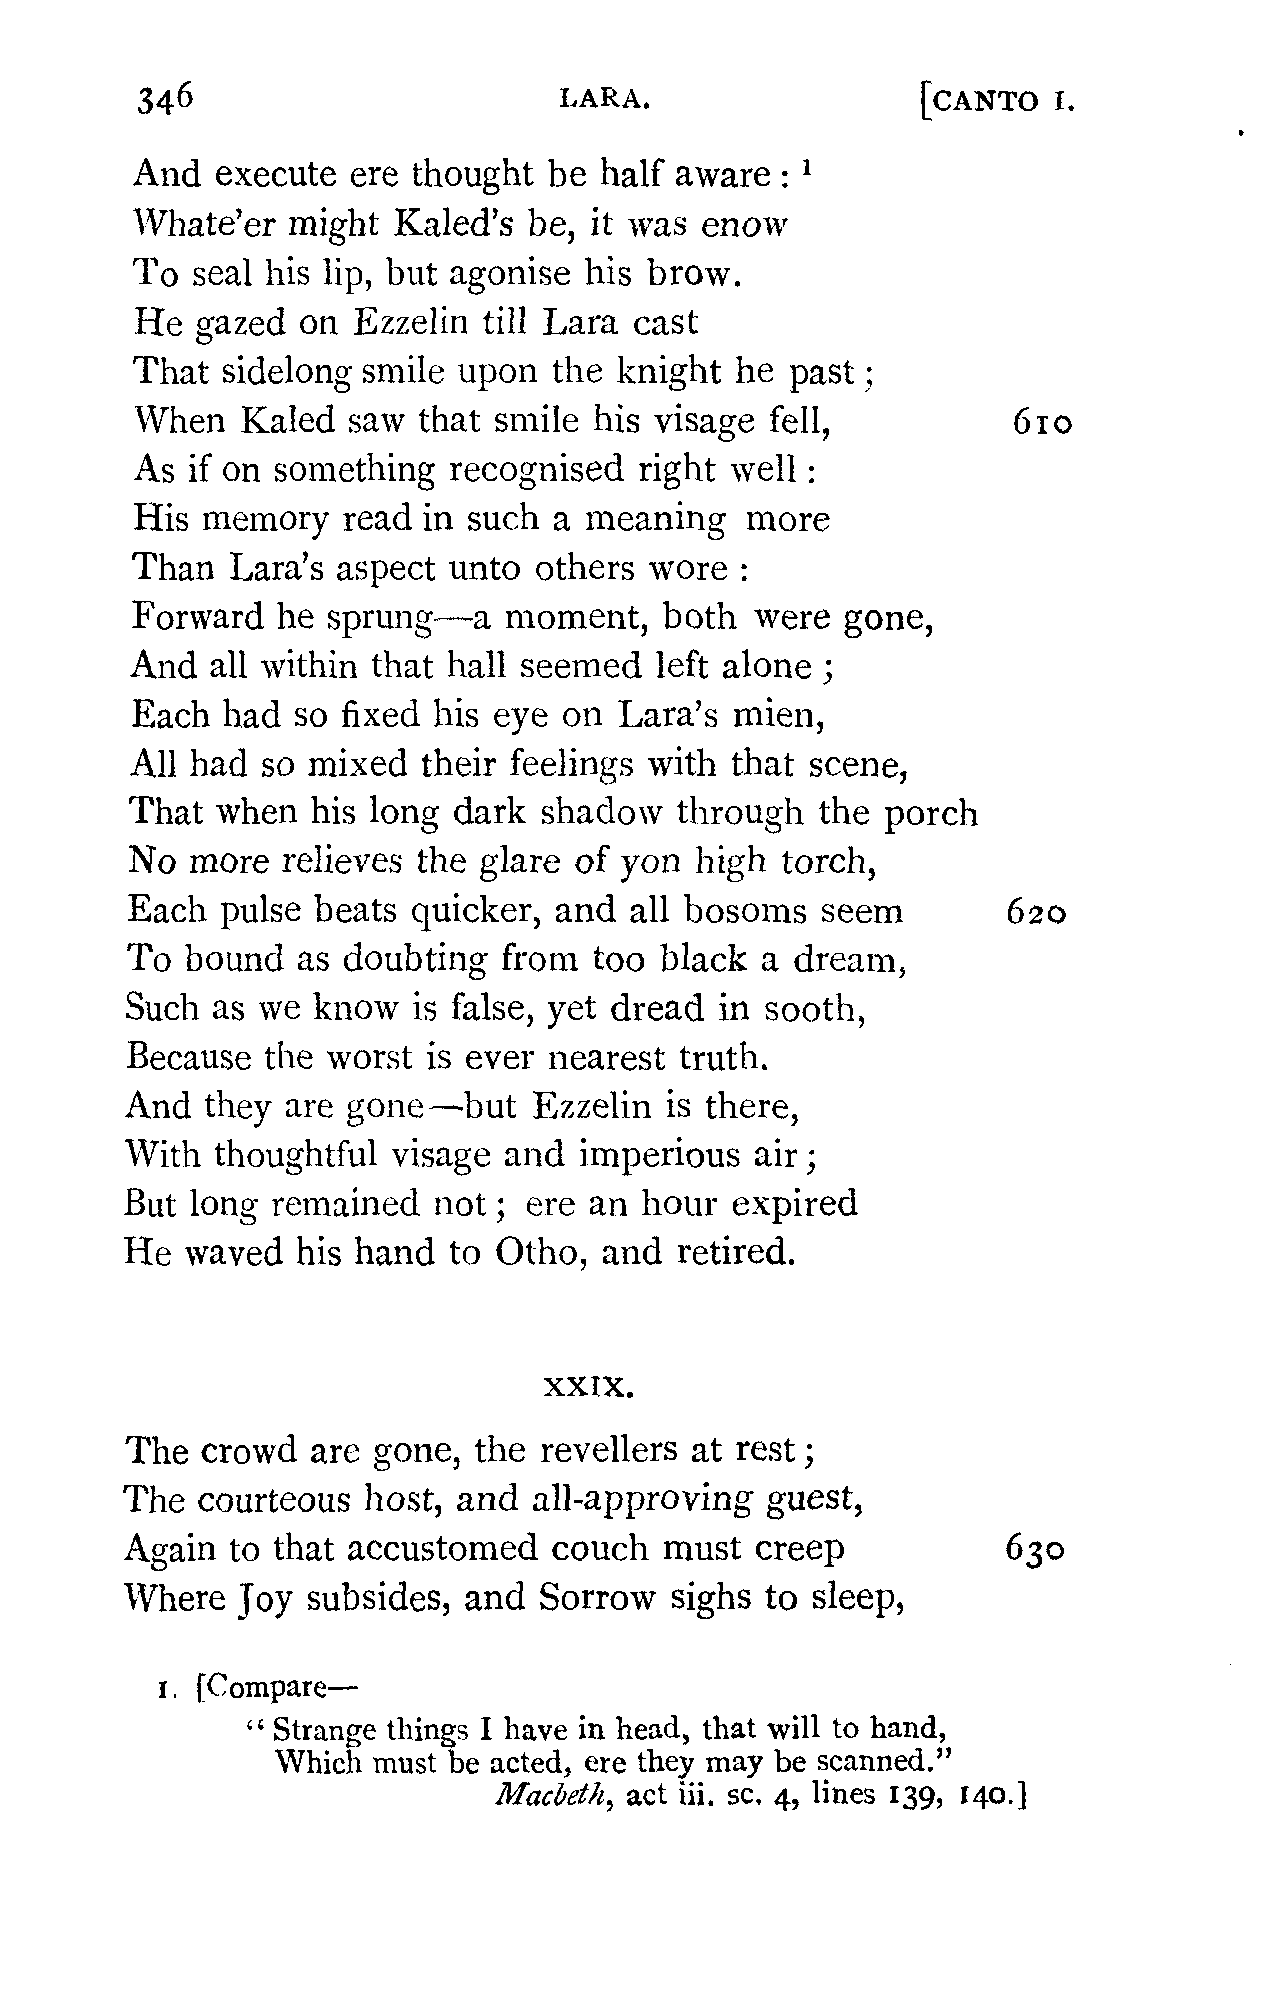 346 LARA. [CANTO I.
And execute ere thought be half aware : 1
Whate'er might Kaled's be, it was enow
To seal his lip, but agonise his brow.
He gazed on Ezzelin till Lara cast
That sidelong smile upon the knight he past ;
When Kaled saw that smile his visage fell, 610
As if on something recognised right well :
His memory read in such a meaning more
Than Lara's aspect unto others wore :
Forward he sprung—a moment, both were gone,
And all within that hall seemed left alone ;
Each had so fixed his eye on Lara's mien,
All had so mixed their feelings with that scene,
That when his long dark shadow through the porch
No more relieves the glare of yon high torch,
Each pulse beats quicker, and all bosoms seem 620
To bound as doubting from too black a dream,
Such as we know is false, yet dread in sooth,
Because the worst is ever nearest truth.
And they are gone—but Ezzelin is there,
With thoughtful visage and imperious air ;
But long remained not ; ere an hour expired
He waved his hand to Otho, and retired.
XXIX.
The crowd are gone, the revellers at rest ;
The courteous host, and all-approving guest,
Again to that accustomed couch must creep 630
Where Joy subsides, and Sorrow sighs to sleep,
1. [Compare—
"Strange things I have in head, that will to hand,
Which must be acted, ere they may be scanned."
Macbeth, act iii. sc. 4, lines 139, 140.]